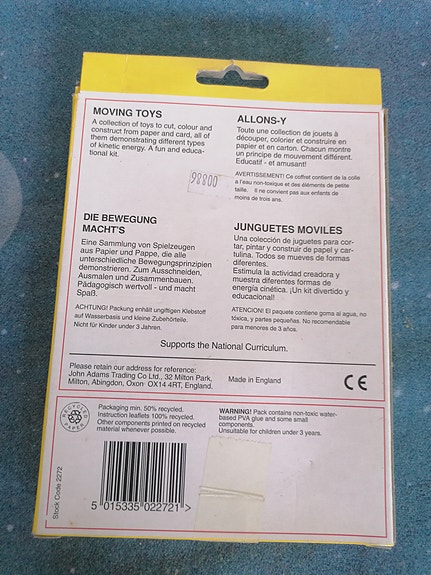 MOVING TOYS
A collection of toys to cut, colour and
construct from paper and card, all of
them demonstrating different types
of kinetic energy. A fun and educa-
tional kit.
ALLONS-Y
Toute une collection de jouets à
découper, colorier et construire en
papier et en carton. Chacun montre
un principe de mouvement différent.
Educatif - et amusant!
AVERTISSEMENT! Ce coffret contient de la colle
a l'eau non-toxique et des éléments de petite
taille. Il ne convient pas aux enfants de
moins de trois ans.
98800
DIE BEWEGUNG
MACHT'S
Eine Sammlung von Spielzeugen
aus Papier und Pappe, die alle
unterschiedliche Bewegungsprinzipien
demonstrieren. Zum Ausschneiden,
Ausmalen und Zusammenbauen.
Pädagogisch wertvoll - und macht
Spaß.
ACHTUNG! Packung enhält ungiftigen Klebstoff
auf Wasserbasis und kleine Zubehörteile.
Nicht für Kinder unter 3 Jahren.
JUNGUETES MOVILES
Una colección de juguetes para cor-
tar, pintar y construir de papel y car-
tulina. Todos se mueves de formas
diferentes.
Estimula la actividad creadora y
muestra diferentes formas de
energía cinética. ¡Un kit divertido y
educacional!
ATENCION! El paquete contiene goma al agua, no
tóxica, y partes pequeñas. No recomendable
para menores de 3 años.
Supports the National Curriculum.
Please retain our address for reference:
John Adams Trading Co Ltd., 32 Milton Park,
Milton, Abingdon, Oxon OX14 4RT, England.
Made in England
CE
RECYCLED PAPER
Packaging min. 50% recycled.
Instruction leaflets 100% recycled.
Other components printed on recycled
material whenever possible.
WARNING! Pack contains non-toxic water-
based PVA glue and some small
components.
Unsuitable for children under 3 years.
Stock Code 2272
5 015335 022721 >